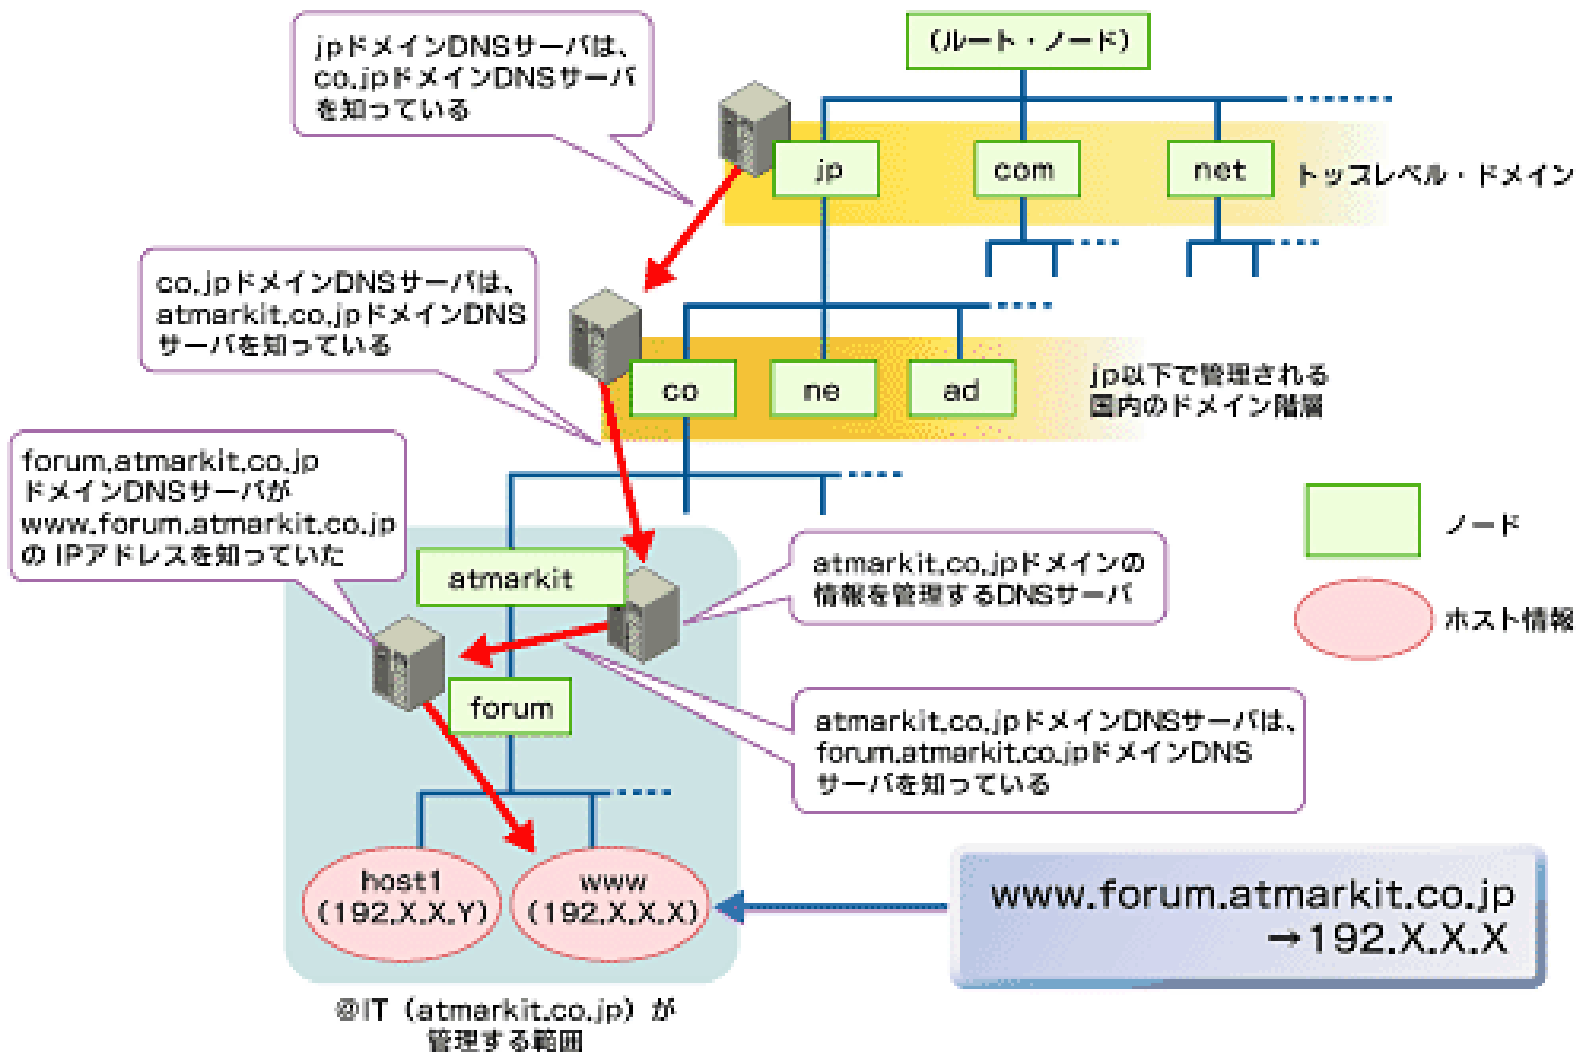 jpドメインDNSサーバは、
co.jpドメインDNSサーバ
を知っている
(ルート・ノード)
jp
com
net
トップレベル・ドメイン
co.jpドメインDNSサーバは、
atmarkit.co.jpドメインDNS
サーバを知っている
co
ne
ad
jp以下で管理される
国内のドメイン階層
forum.atmarkit.co.jp
ドメインDNSサーバが
www.forum.atmarkit.co.jp
の IPアドレスを知っていた
ノード
atmarkit
atmarkit.co.jpドメインの
情報を管理するDNSサーバ
ホスト情報
forum
atmarkit.co.jpドメインDNSサーバは、
forum.atmarkit.co.jpドメインDNS
サーバを知っている
host1
(192.X.X.Y)
www
(192.X.X.X)
www.forum.atmarkit.co.jp
→192.X.X.X
@IT (atmarkit.co.jp) が
管理する範囲